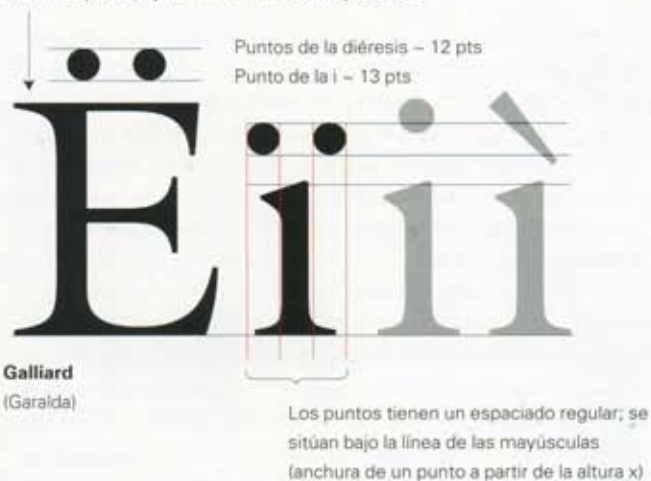 Puntos de la diéresis – 12 pts
Punto de la i – 13 pts
Ë ï i ì
Galliard
(Garalda)
Los puntos tienen un espaciado regular; se
sitúan bajo la línea de las mayúsculas
(anchura de un punto a partir de la altura x)